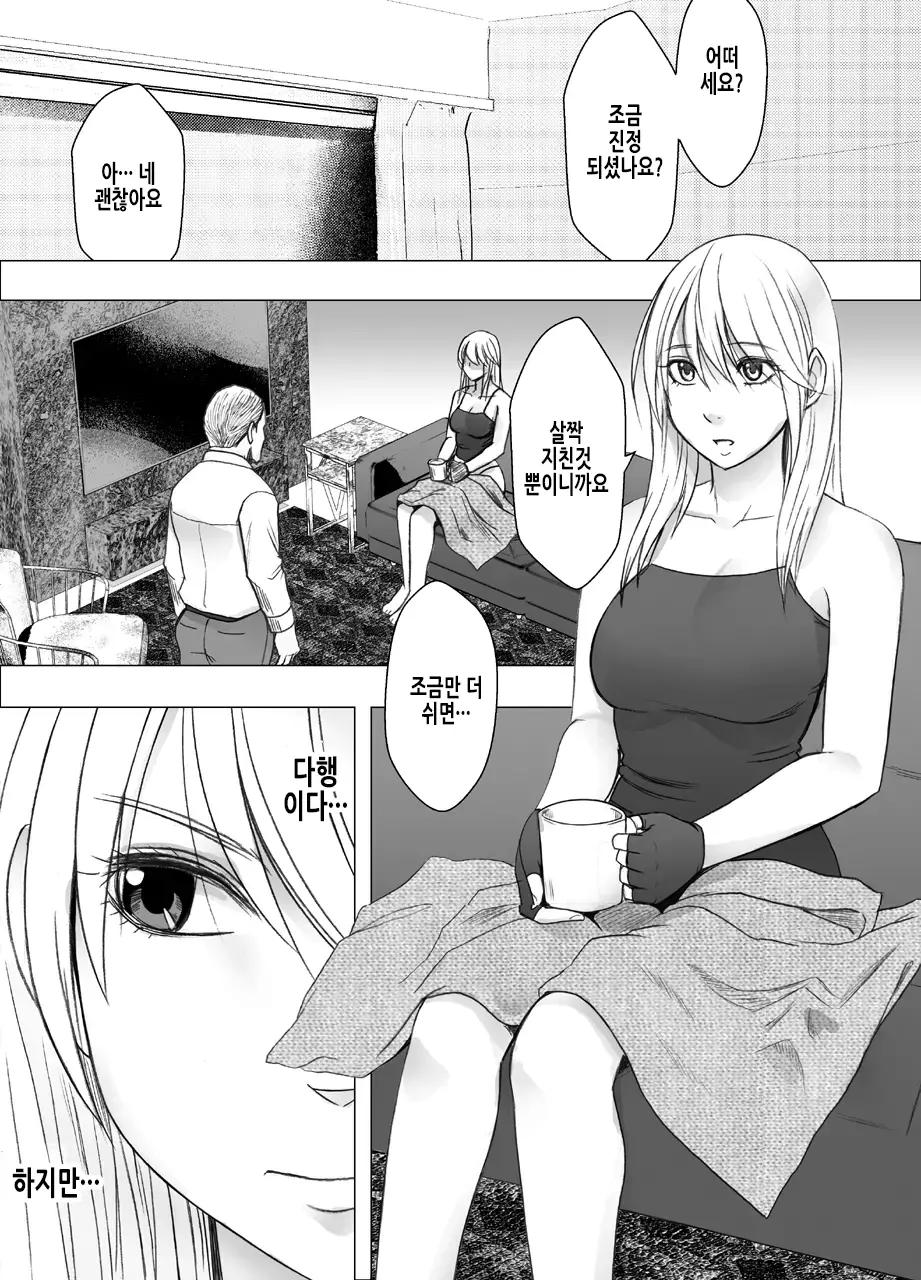 어떠
세요?
조금
진정
되셨나요?
아… 네
괜찮아요
살짝
지친것
뿐이니까요
조금만 더
쉬면…
다행
이다…
하지만…